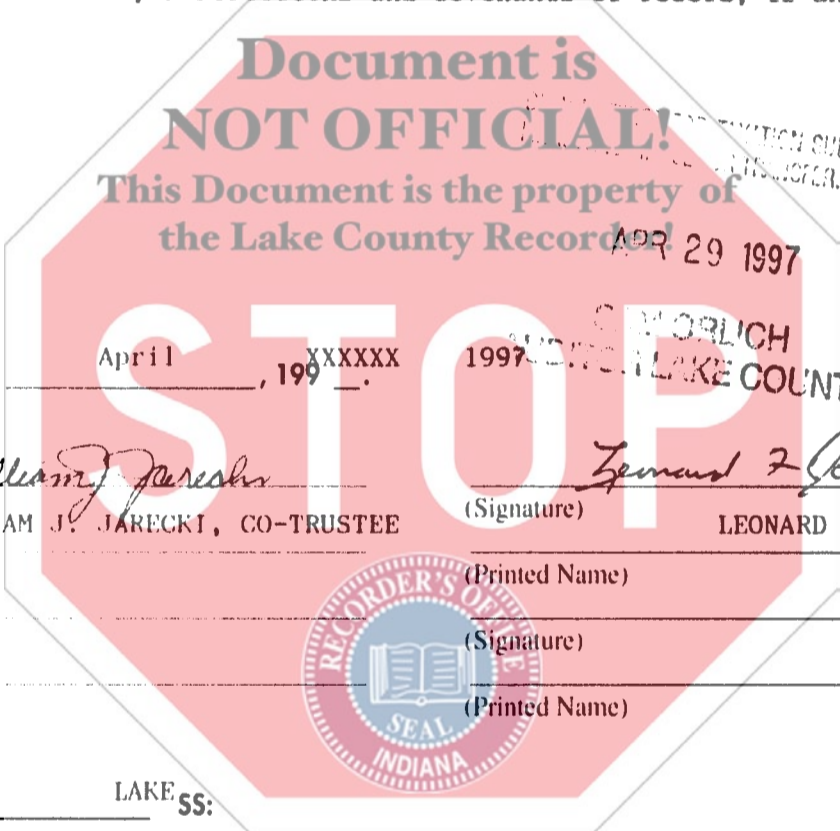 Document is
NOT OFFICIAL!
This Document is the property of
the Lake County Recorder!
APR 29 1997
STOP
April , 199__. XXXXXX 1997
LAKE COUNT
AM J. JARECKI, CO-TRUSTEE
(Signature) LEONARD
(Printed Name)
(Signature)
(Printed Name)
RECORDER'S OFFICE
SEAL
INDIANA
LAKE SS: